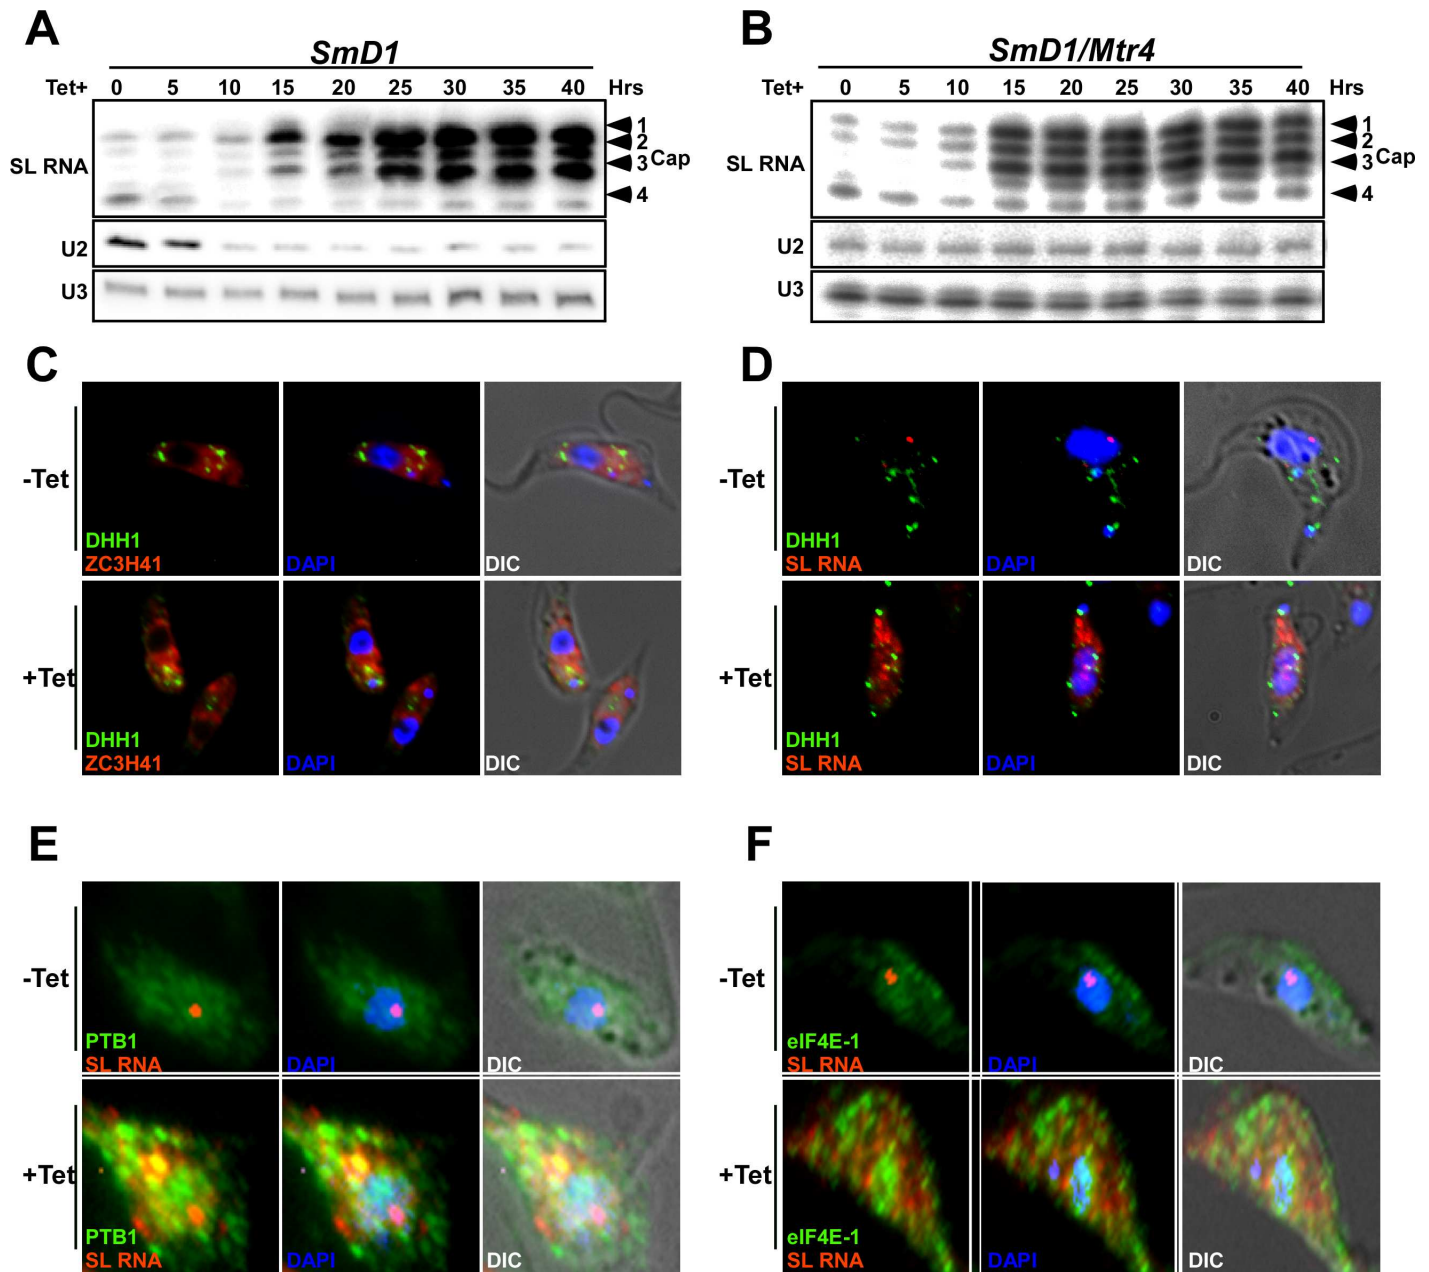 A
SmD1
Tet+ 0 5 10 15 20 25 30 35 40 Hrs
SL RNA
1
2
3 Cap
4
U2
U3
B
SmD1/Mtr4
Tet+ 0 5 10 15 20 25 30 35 40 Hrs
SL RNA
1
2
3 Cap
4
U2
U3
C
-Tet
DHH1
ZC3H41 DAPI DIC
+Tet
DHH1
ZC3H41 DAPI DIC
D
-Tet
DHH1
SL RNA DAPI DIC
+Tet
DHH1
SL RNA DAPI DIC
E
-Tet
PTB1
SL RNA DAPI DIC
+Tet
PTB1
SL RNA DAPI DIC
F
-Tet
eIF4E-1
SL RNA DAPI DIC
+Tet
eIF4E-1
SL RNA DAPI DIC